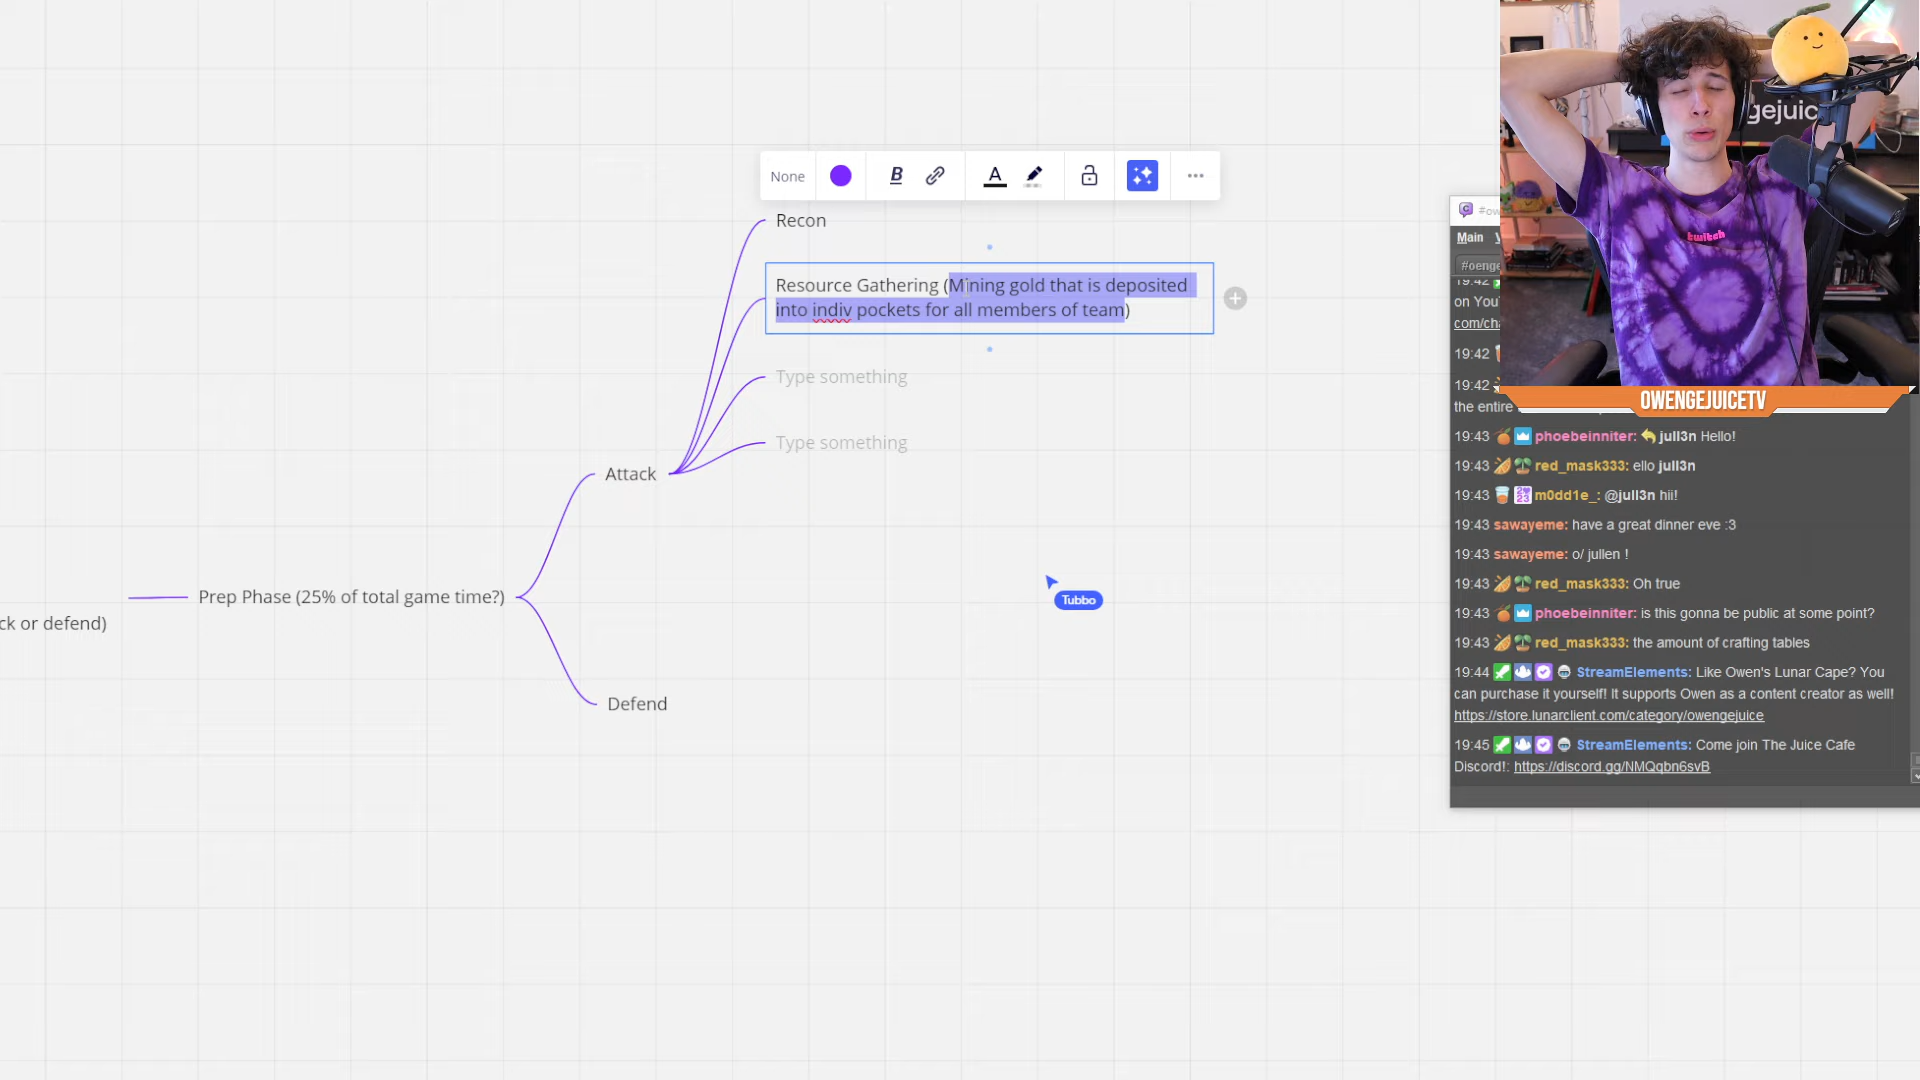 None
B
A
Recon
Resource Gathering (Mining gold that is deposited
into indiv pockets for all members of team)
Type something
Type something
Attack
Prep Phase (25% of total game time?)
ck or defend)
Defend
Tubbo
gejuic
twitch
OWENGEJUICETV
Main
#oenge
19:42
on You
com/cha
19:42
19:42
the entire
19:43 phoebeinniter: jull3n Hello!
19:43 red_mask333: ello jull3n
19:43 m0dd1e_: @jull3n hii!
19:43 sawayeme: have a great dinner eve :3
19:43 sawayeme: o/ jullen !
19:43 red_mask333: Oh true
19:43 phoebeinniter: is this gonna be public at some point?
19:43 red_mask333: the amount of crafting tables
19:44 StreamElements: Like Owen's Lunar Cape? You
can purchase it yourself! It supports Owen as a content creator as well!
https://store.lunarclient.com/category/owengejuice
19:45 StreamElements: Come join The Juice Cafe
Discord!: https://discord.gg/NMQqbn6svB